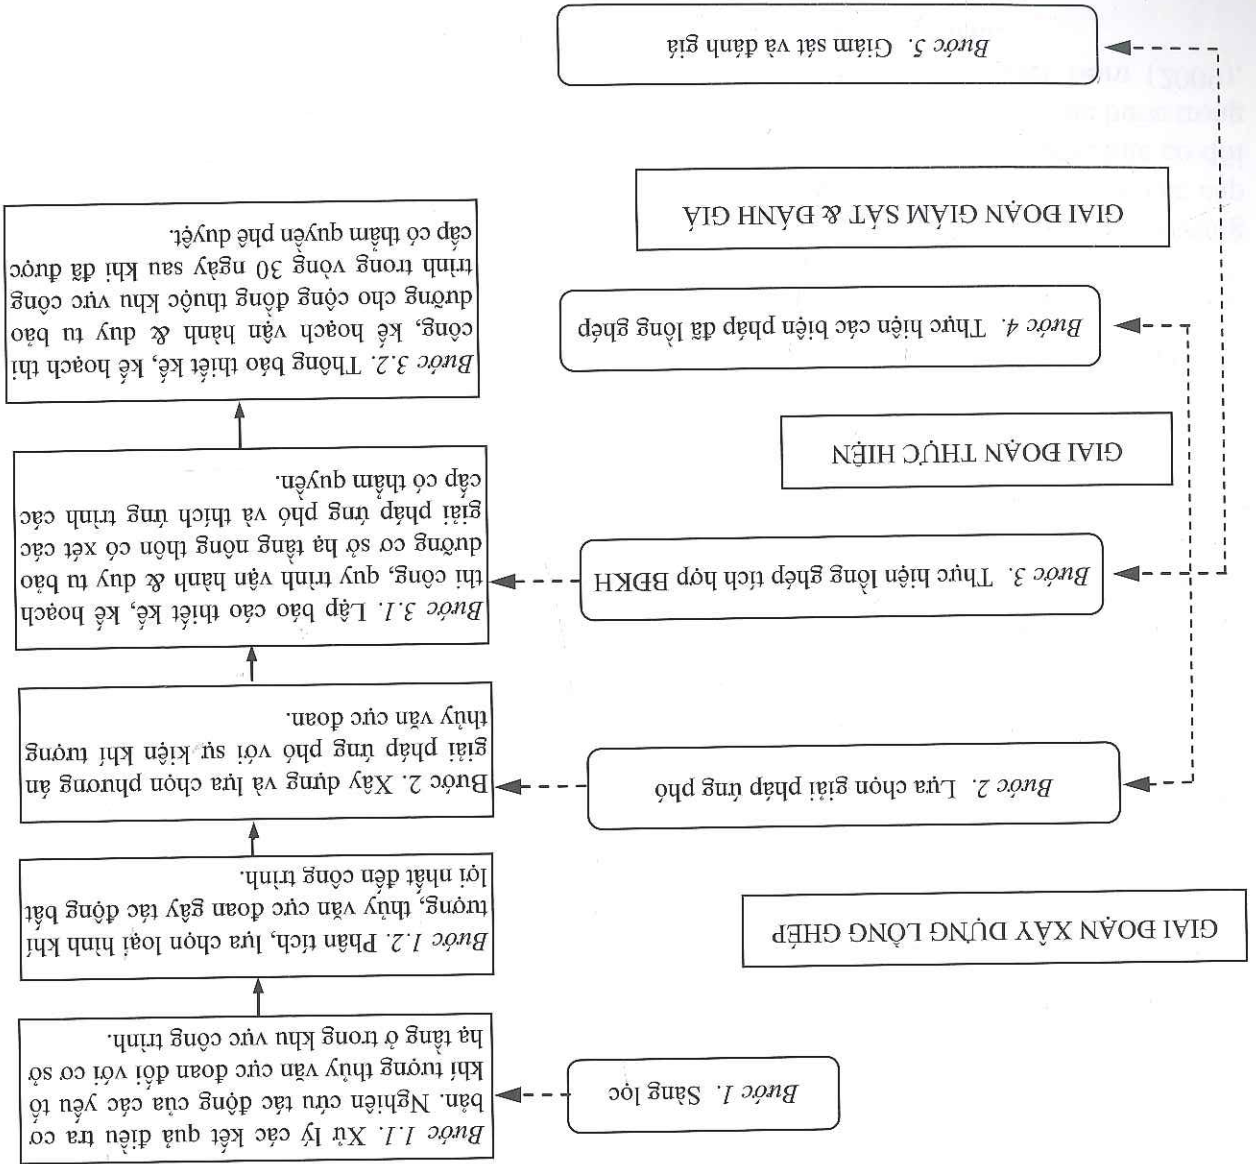 Bước 1. Sàng lọc
Bước 1.1. Xử lý các kết quả điều tra cơ
bản. Nghiên cứu tác động của các yếu tố
khí tượng thủy văn cực đoan đối với cơ sở
hạ tầng ở trong khu vực công trình.
GIAI ĐOẠN XÂY DỰNG LỒNG GHÉP
Bước 1.2. Phân tích, lựa chọn loại hình khí
tượng, thủy văn cực đoan gây tác động bất
lợi nhất đến công trình.
Bước 2. Lựa chọn giải pháp ứng phó
Bước 2. Xây dựng và lựa chọn phương án
giải pháp ứng phó với sự kiện khí tượng
thủy văn cực đoan.
Bước 3. Thực hiện lồng ghép tích hợp BĐKH
Bước 3.1. Lập báo cáo thiết kế, kế hoạch
thi công, quy trình vận hành & duy tu bảo
dưỡng cơ sở hạ tầng nông thôn có xét các
giải pháp ứng phó và thích ứng trình các
cấp có thẩm quyền.
GIAI ĐOẠN THỰC HIỆN
Bước 4. Thực hiện các biện pháp đã lồng ghép
Bước 3.2. Thông báo thiết kế, kế hoạch thi
công, kế hoạch vận hành & duy tu bảo
dưỡng cho cộng đồng thuộc khu vực công
trình trong vòng 30 ngày sau khi đã được
cấp có thẩm quyền phê duyệt.
GIAI ĐOẠN GIÁM SÁT & ĐÁNH GIÁ
Bước 5. Giám sát và đánh giá